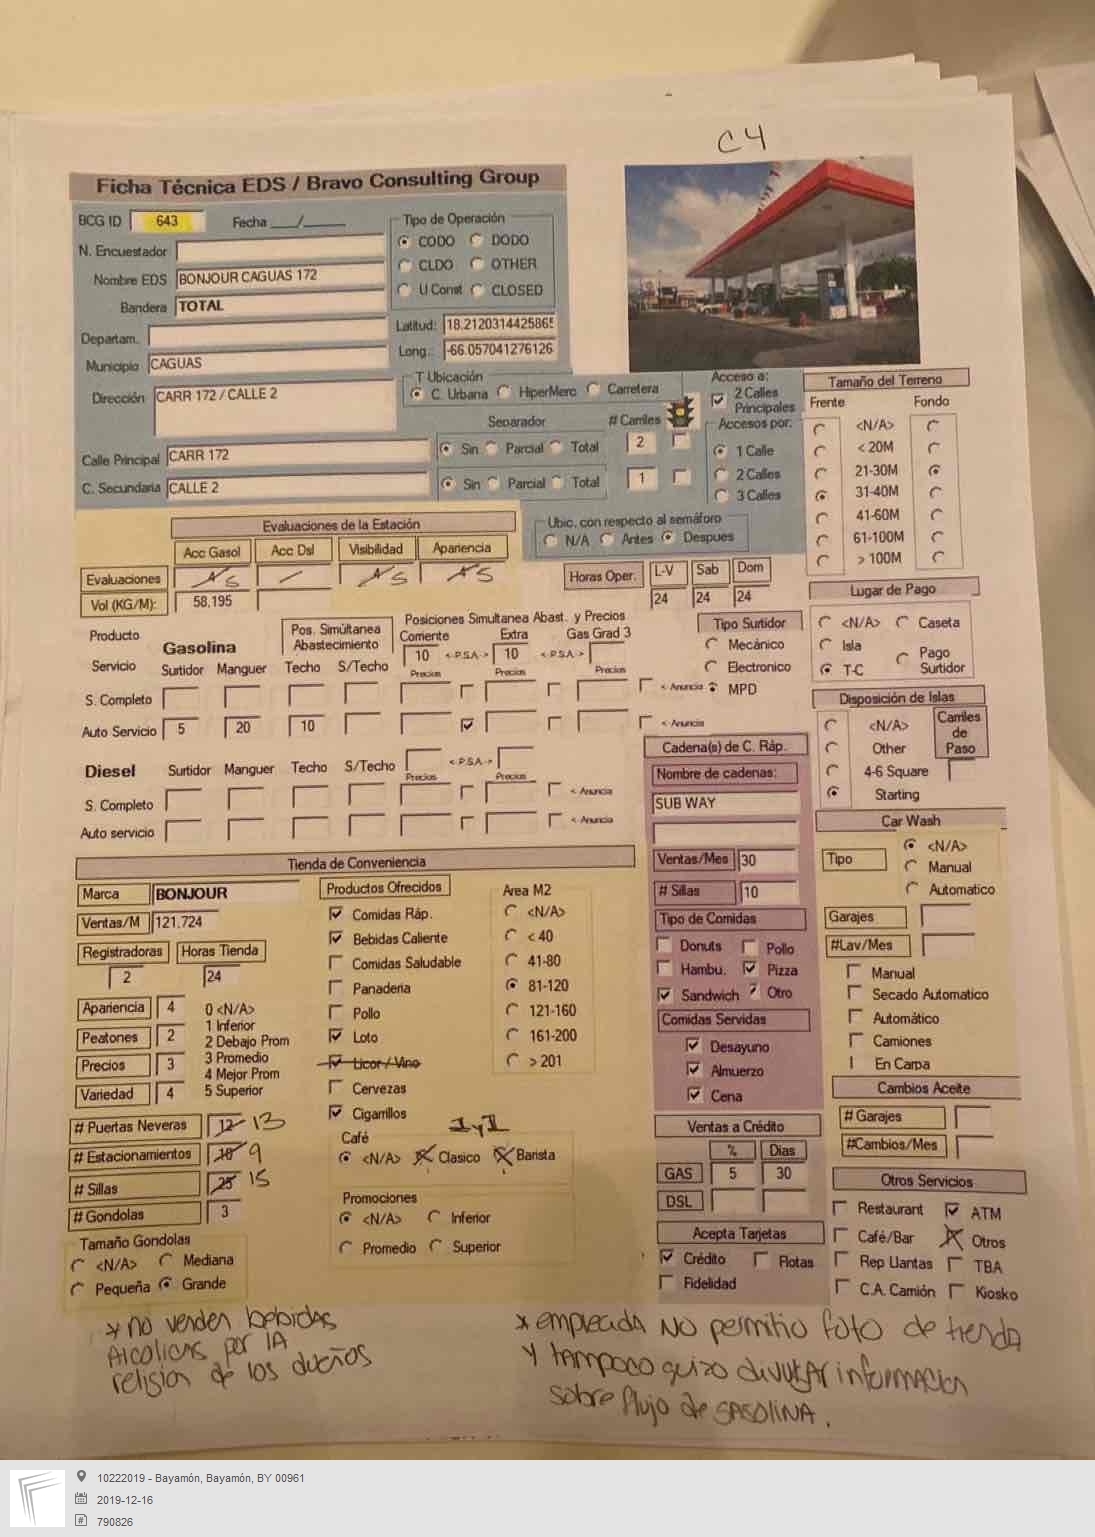 C4
Ficha Técnica EDS / Bravo Consulting Group
BCG ID 643 Fecha __/____
N. Encuestador
Nombre EDS BONJOUR CAGUAS 172
Bandera TOTAL
Departam.
Municipio CAGUAS
Dirección CARR 172 / CALLE 2
Calle Principal CARR 172
C. Secundaria CALLE 2
Tipo de Operación
CODO DODO
CLDO OTHER
U Const CLOSED
Latitud: 18.2120314425865
Long.: -66.057041276126
T Ubicación
C. Urbana HiperMerc Carretera
Separador # Carriles
Sin Parcial Total 2
Sin Parcial Total 1
Acceso a:
2 Calles
Principales
Accesos por:
1 Calle
2 Calles
3 Calles
Ubic. con respecto al semáforo
N/A Antes Despues
Tamaño del Terreno
Frente Fondo
<N/A>
< 20M
21-30M
31-40M
41-60M
61-100M
> 100M
Evaluaciones de la Estación
Acc Gasol Acc Dsl Visibilidad Apariencia
Evaluaciones 5 5 5
Vol (KG/M): 58,195
Horas Oper. L-V Sab Dom
24 24 24
Lugar de Pago
<N/A> Caseta
Isla Pago
T-C Surtidor
Producto Gasolina
Pos. Simúltanea
Abastecimiento
Posiciones Simultanea Abast. y Precios
Corriente Extra Gas Grad 3
10 <-P.S.A-> 10 <-P.S.A->
Servicio Surtidor Manguer Techo S/Techo Precios Precios Precios
S. Completo <- Anuncia
Auto Servicio 5 20 10 <- Anuncia
Tipo Surtidor
Mecánico
Electronico
MPD
Disposición de Islas
<N/A>
Other
4-6 Square
Starting
Carriles
de
Paso
Diesel Surtidor Manguer Techo S/Techo <-P.S.A->
Precios Precios
S. Completo <- Anuncia
Auto servicio <- Anuncia
Cadena(s) de C. Ráp.
Nombre de cadenas:
SUB WAY
Ventas/Mes 30
# Sillas 10
Tipo de Comidas
Donuts Pollo
Hambu. Pizza
Sandwich Otro
Comidas Servidas
Desayuno
Almuerzo
Cena
Car Wash
Tipo <N/A>
Manual
Automatico
Garajes
#Lav/Mes
Manual
Secado Automatico
Automático
Camiones
En Carpa
Tienda de Conveniencia
Marca BONJOUR
Ventas/M 121,724
Registradoras Horas Tienda
2 24
Apariencia 4
Peatones 2
Precios 3
Variedad 4
0 <N/A>
1 Inferior
2 Debajo Prom
3 Promedio
4 Mejor Prom
5 Superior
# Puertas Neveras 12 13
# Estacionamientos 10 9
# Sillas 25 15
# Gondolas 3
Tamaño Gondolas
<N/A> Mediana
Pequeña Grande
Productos Ofrecidos
Comidas Ráp.
Bebidas Caliente
Comidas Saludable
Panaderia
Pollo
Loto
Licor / Vino
Cervezas
Cigarrillos
Area M2
<N/A>
< 40
41-80
81-120
121-160
161-200
> 201
1 y 1
Café
<N/A> Clasico Barista
Promociones
<N/A> Inferior
Promedio Superior
Ventas a Crédito
% Dias
GAS 5 30
DSL
Acepta Tarjetas
Crédito Flotas
Fidelidad
Cambios Aceite
# Garajes
#Cambios/Mes
Otros Servicios
Restaurant ATM
Café/Bar Otros
Rep Llantas TBA
C.A. Camión Kiosko
* no venden bebidas
Alcolicas por lA
religion de los dueños
* empleada NO permitio foto de tienda
y tampoco quizo divulgar informacion
sobre flujo de GASOLINA.
10222019 - Bayamón, Bayamón, BY 00961
2019-12-16
790826